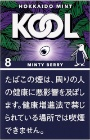 HOKKAIDO MINT
KOOL
8
MINTY BERRY
たばこの煙は、周りの人
の健康に悪影響を及ぼし
ます。健康増進法で禁じ
られている場所では喫煙
できません。